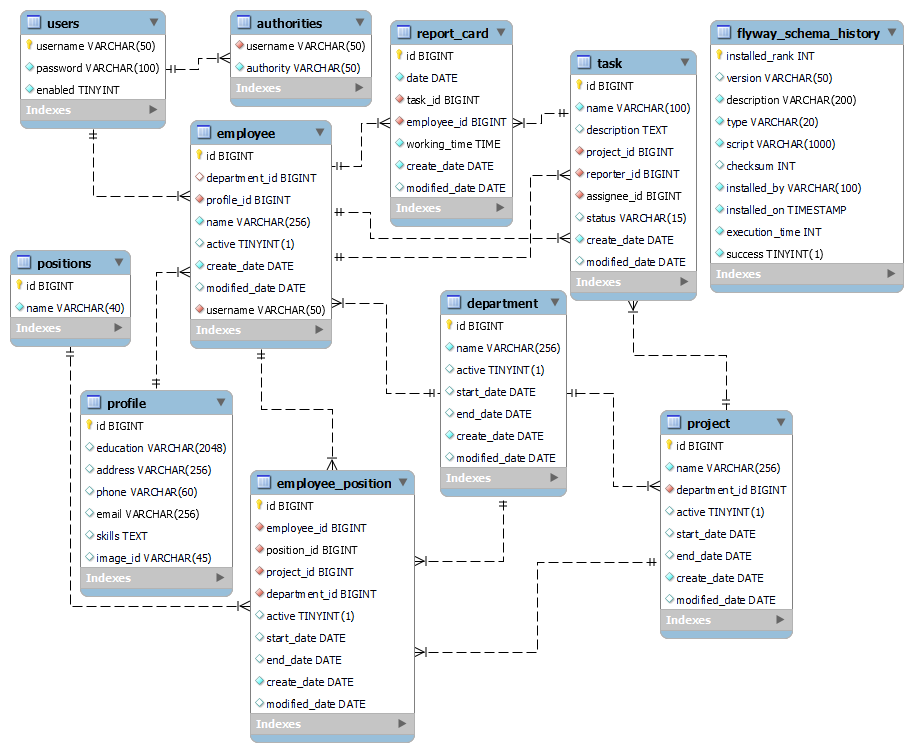 users
username VARCHAR(50)
password VARCHAR(100)
enabled TINYINT
Indexes
authorities
username VARCHAR(50)
authority VARCHAR(50)
Indexes
report_card
id BIGINT
date DATE
task_id BIGINT
employee_id BIGINT
working_time TIME
create_date DATE
modified_date DATE
Indexes
task
id BIGINT
name VARCHAR(100)
description TEXT
project_id BIGINT
reporter_id BIGINT
assignee_id BIGINT
status VARCHAR(15)
create_date DATE
modified_date DATE
Indexes
flyway_schema_history
installed_rank INT
version VARCHAR(50)
description VARCHAR(200)
type VARCHAR(20)
script VARCHAR(1000)
checksum INT
installed_by VARCHAR(100)
installed_on TIMESTAMP
execution_time INT
success TINYINT(1)
Indexes
employee
id BIGINT
department_id BIGINT
profile_id BIGINT
name VARCHAR(256)
active TINYINT(1)
create_date DATE
modified_date DATE
username VARCHAR(50)
Indexes
positions
id BIGINT
name VARCHAR(40)
Indexes
department
id BIGINT
name VARCHAR(256)
active TINYINT(1)
start_date DATE
end_date DATE
create_date DATE
modified_date DATE
Indexes
profile
id BIGINT
education VARCHAR(2048)
address VARCHAR(256)
phone VARCHAR(60)
email VARCHAR(256)
skills TEXT
image_id VARCHAR(45)
Indexes
employee_position
id BIGINT
employee_id BIGINT
position_id BIGINT
project_id BIGINT
department_id BIGINT
active TINYINT(1)
start_date DATE
end_date DATE
create_date DATE
modified_date DATE
Indexes
project
id BIGINT
name VARCHAR(256)
department_id BIGINT
active TINYINT(1)
start_date DATE
end_date DATE
create_date DATE
modified_date DATE
Indexes